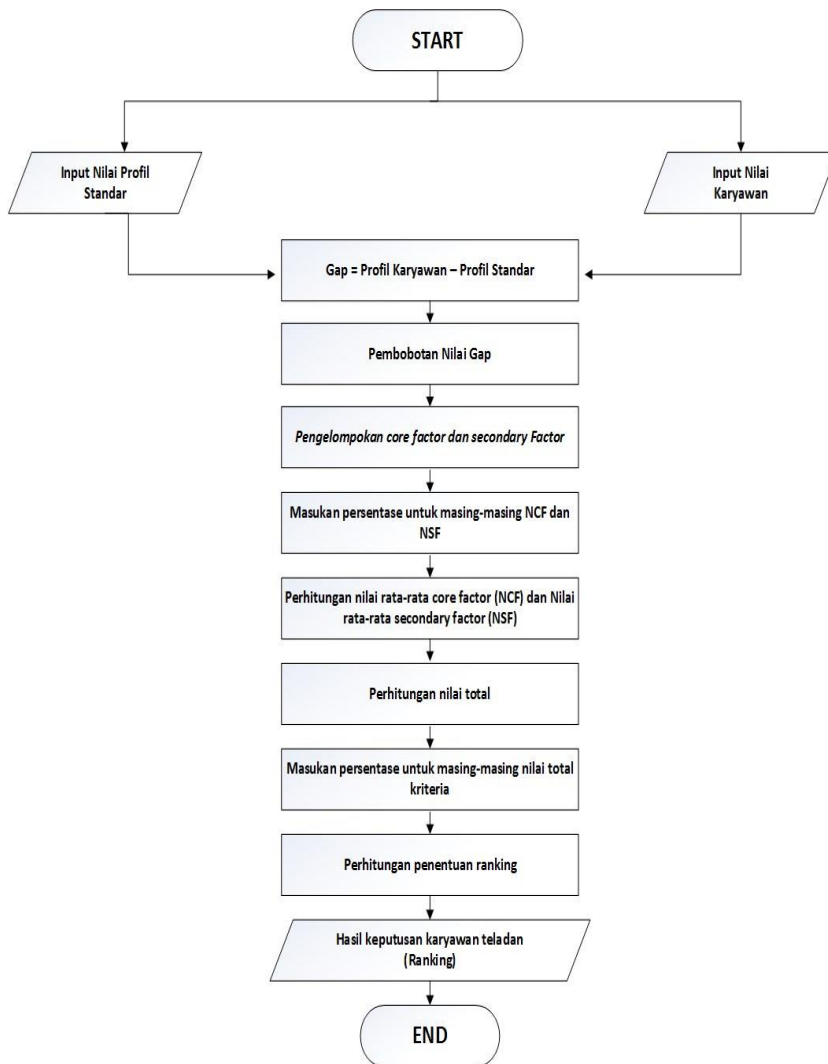 START
Input Nilai Profil
Standar
Input Nilai
Karyawan
Gap = Profil Karyawan – Profil Standar
Pembobotan Nilai Gap
Pengelompokan core factor dan secondary Factor
Masukan persentase untuk masing-masing NCF dan
NSF
Perhitungan nilai rata-rata core factor (NCF) dan Nilai
rata-rata secondary factor (NSF)
Perhitungan nilai total
Masukan persentase untuk masing-masing nilai total
kriteria
Perhitungan penentuan ranking
Hasil keputusan karyawan teladan
(Ranking)
END